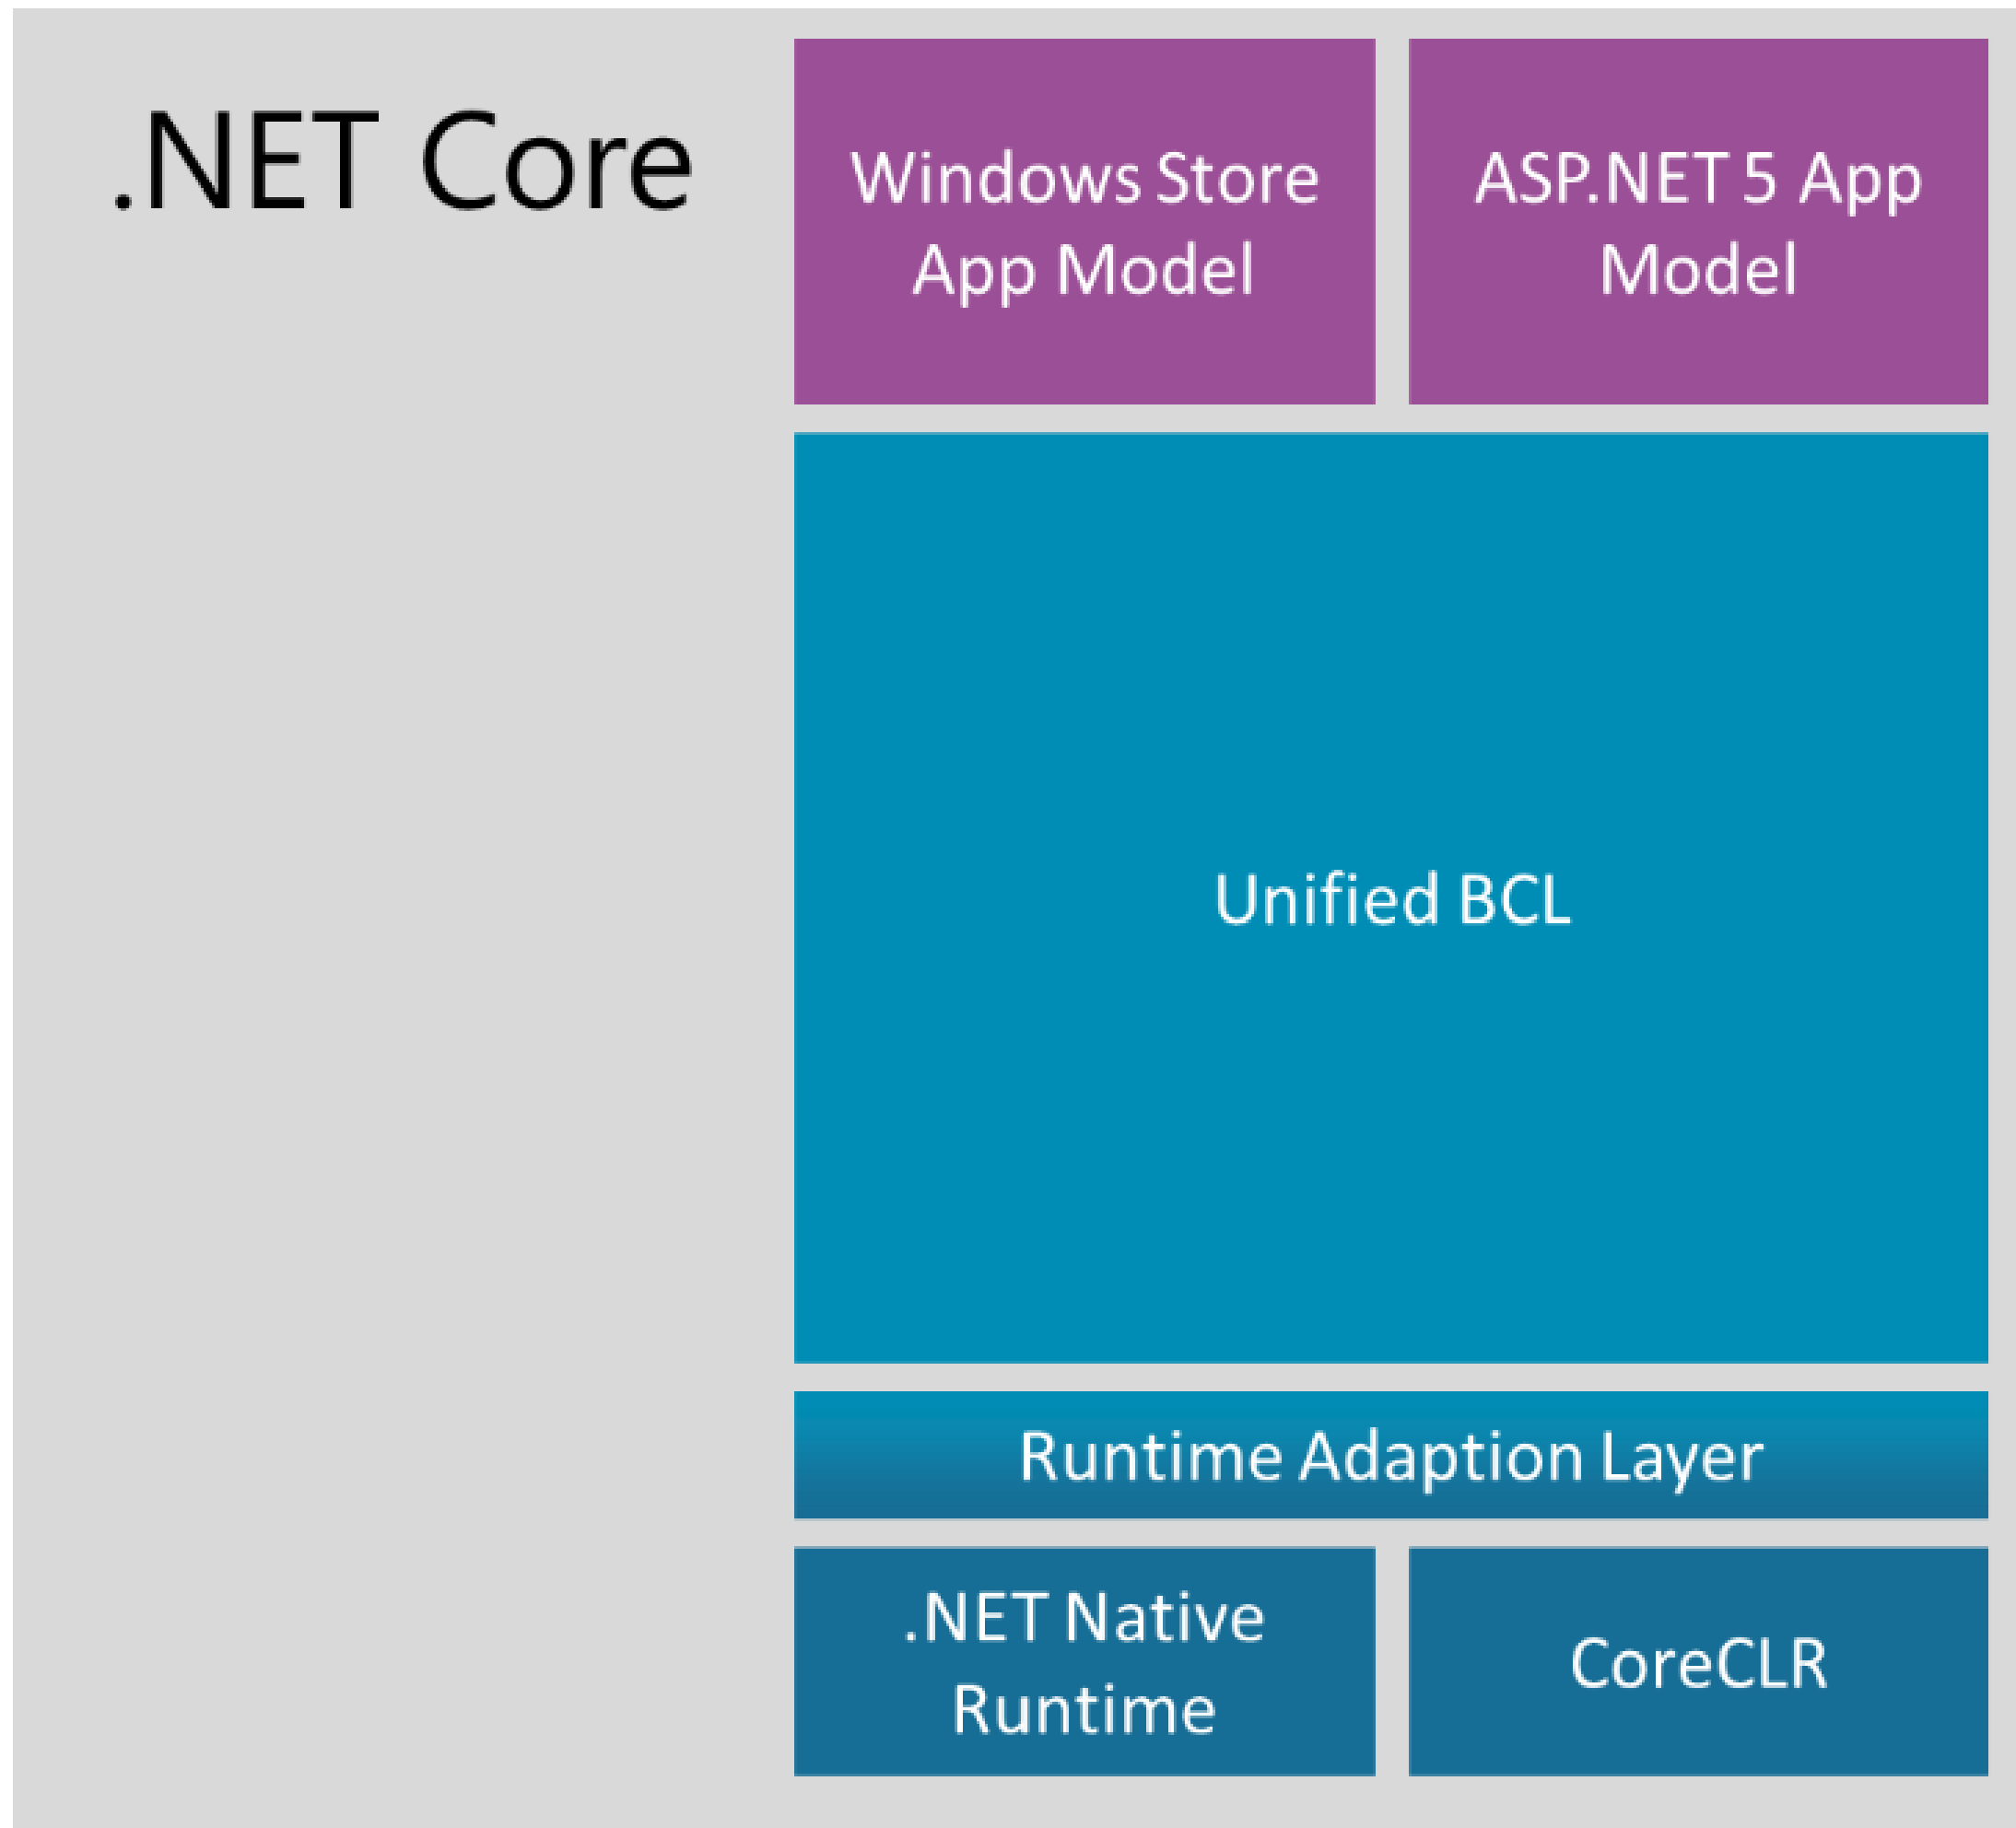 .NET Core
Windows Store
App Model
ASP.NET 5 App
Model
Unified BCL
Runtime Adaption Layer
.NET Native
Runtime
CoreCLR